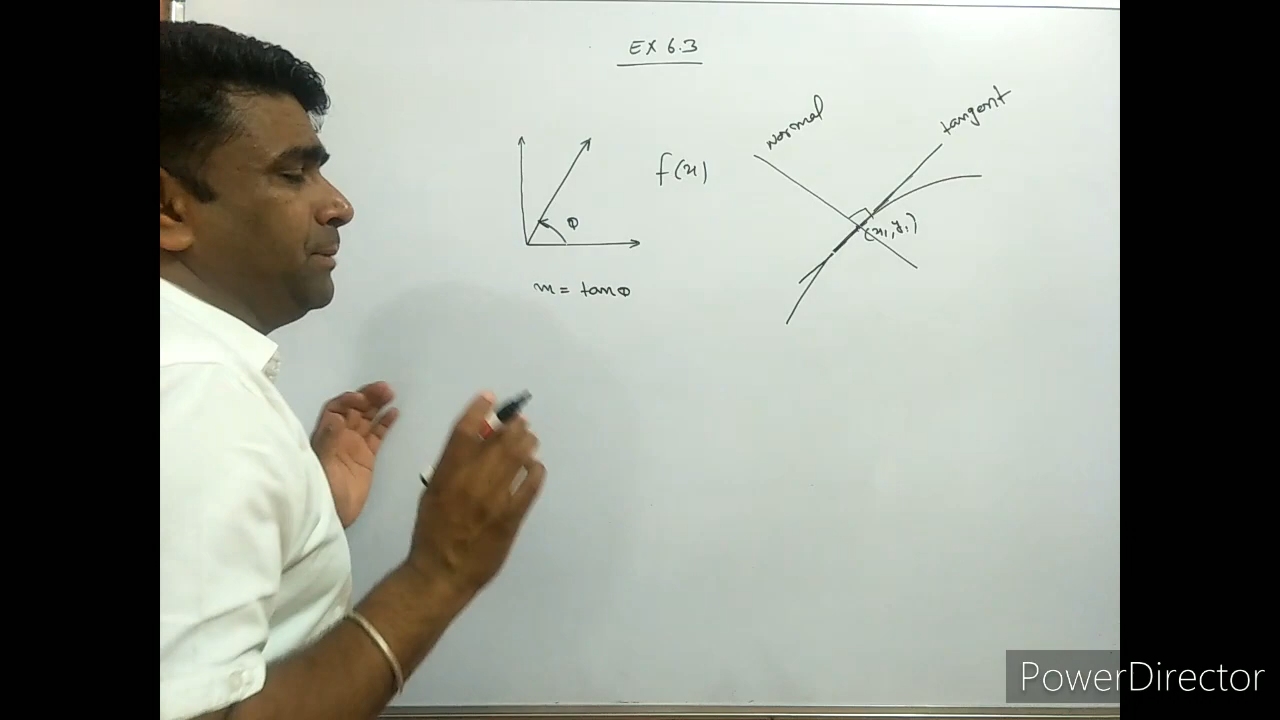 EX 6.3
Normal
tangent
f(x)
θ
(x₁, y₁)
m = tanθ
PowerDirector